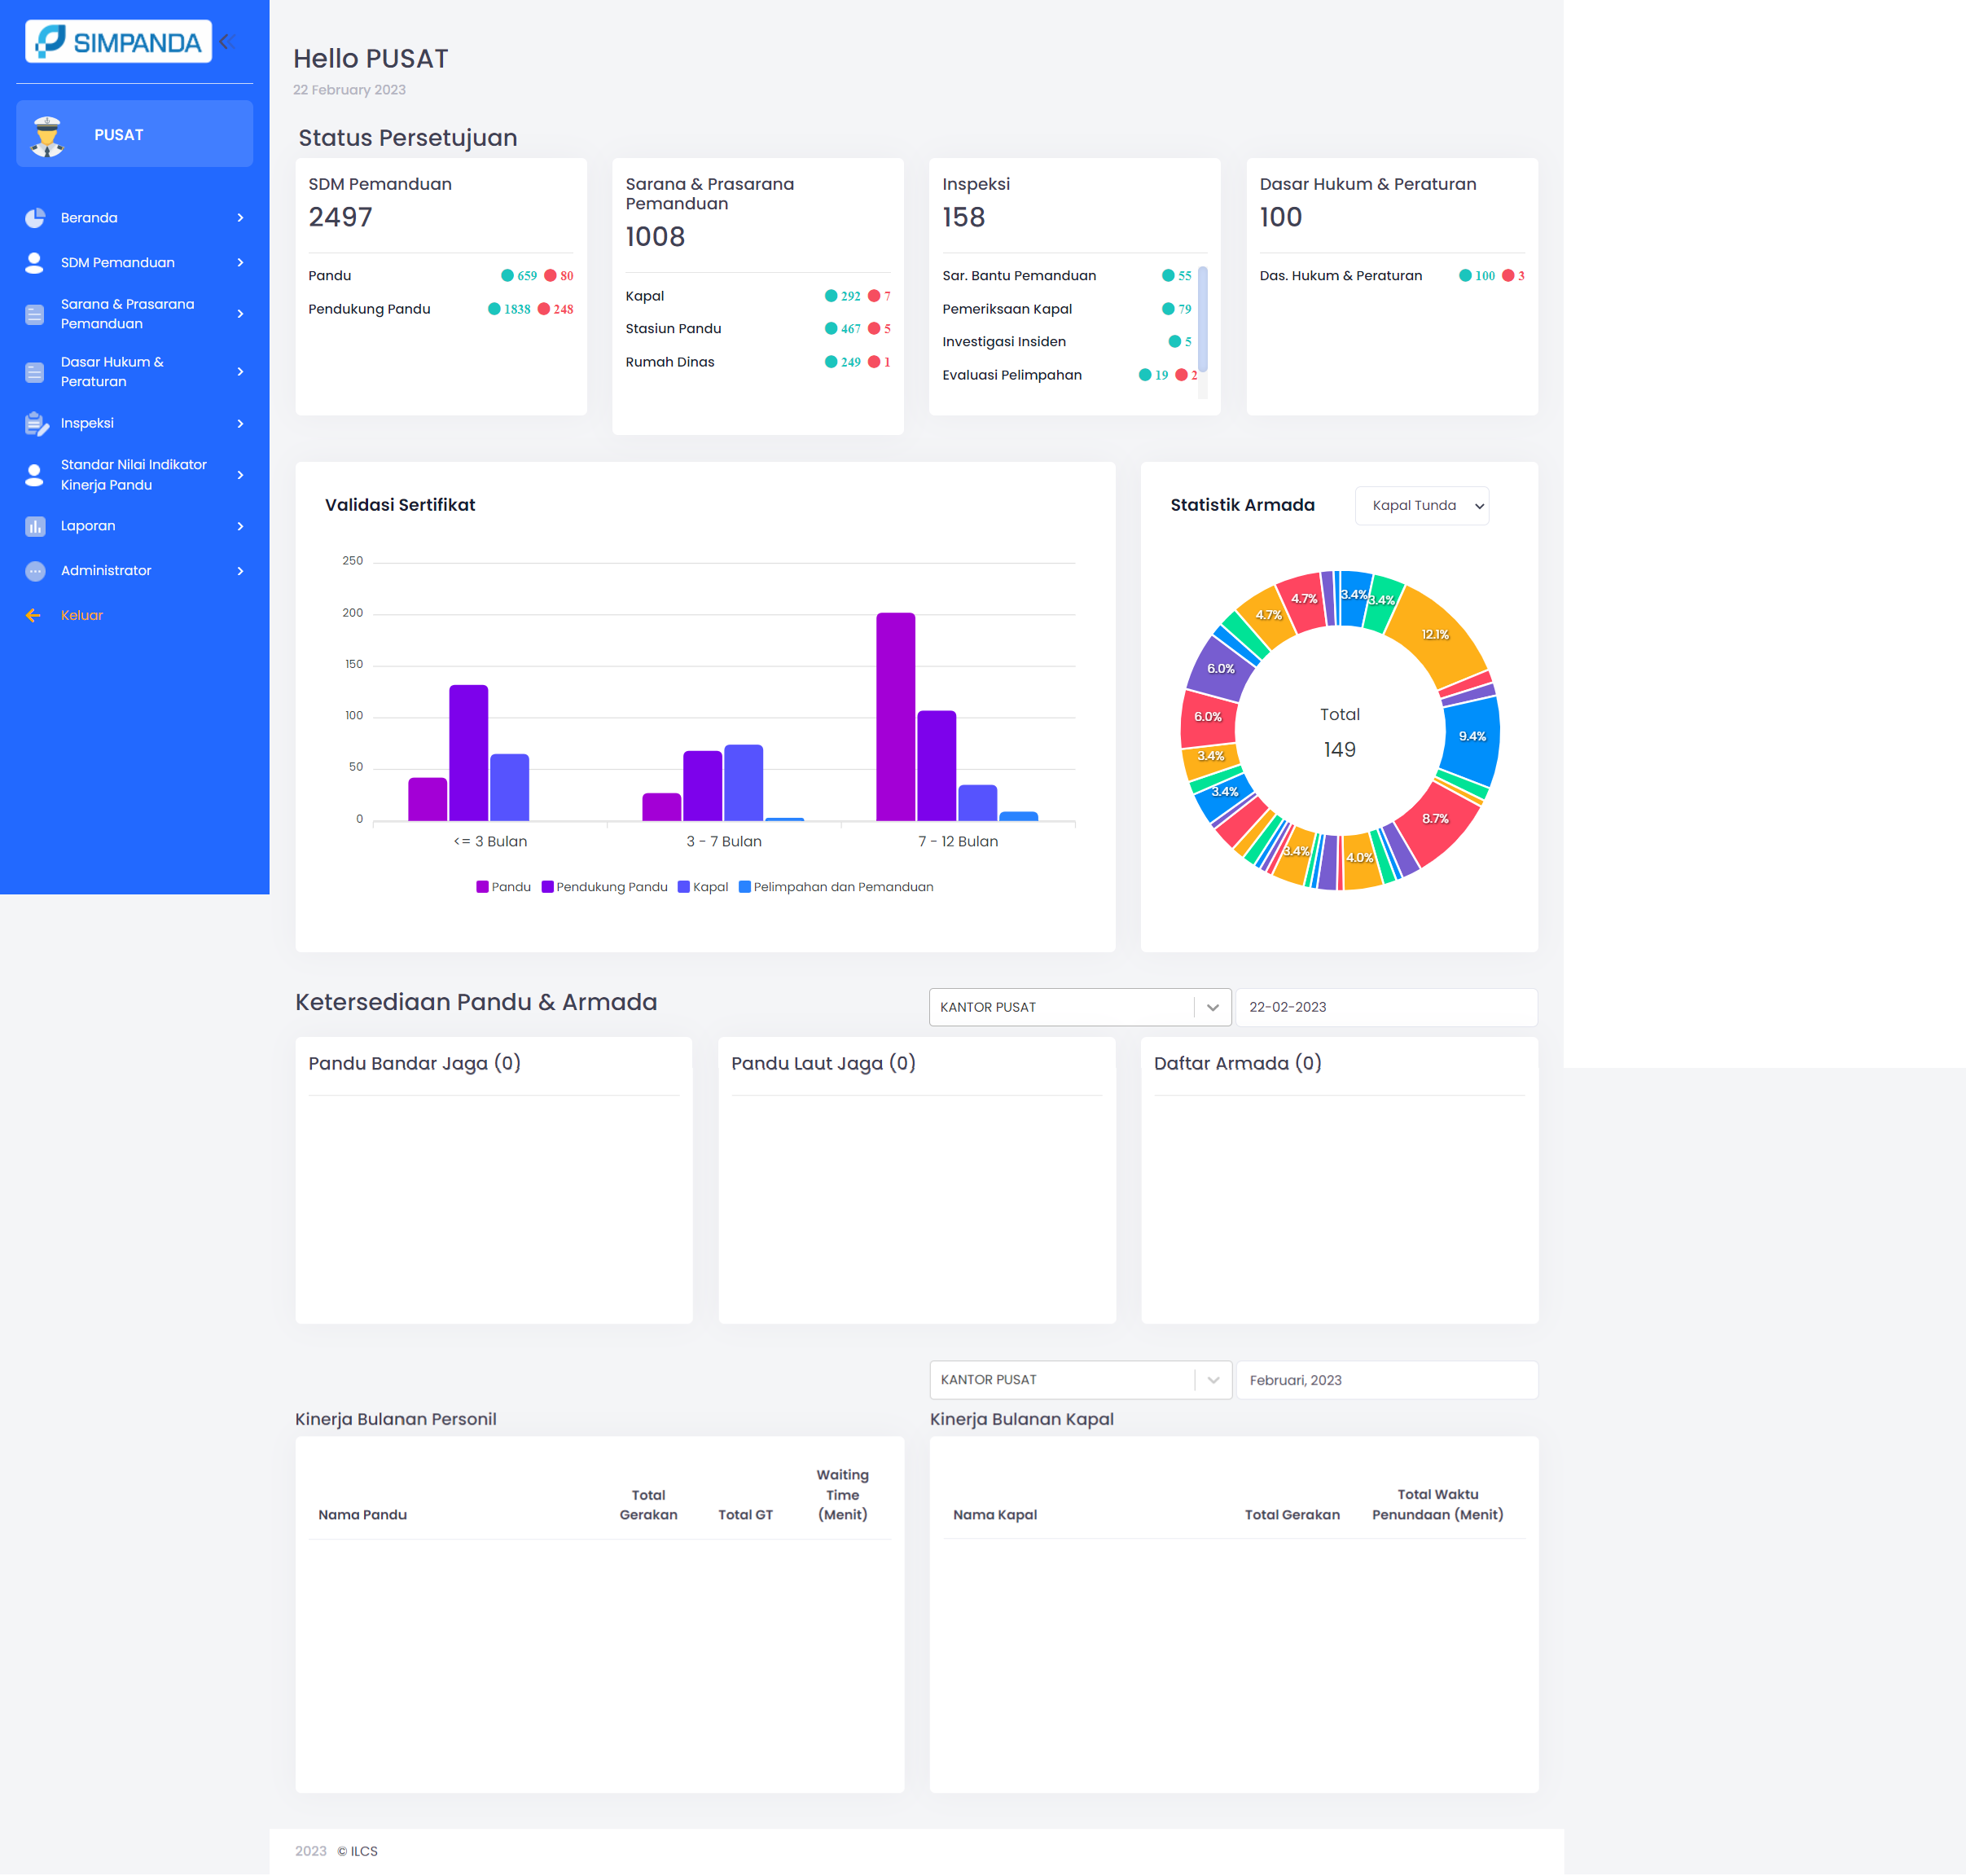 SIMPANDA
PUSAT
Beranda
SDM Pemanduan
Sarana & Prasarana
Pemanduan
Dasar Hukum &
Peraturan
Inspeksi
Standar Nilai Indikator
Kinerja Pandu
Laporan
Administrator
Keluar
Hello PUSAT
22 February 2023
Status Persetujuan
SDM Pemanduan
2497
Pandu 659 80
Pendukung Pandu 1838 248
Sarana & Prasarana
Pemanduan
1008
Kapal 292 7
Stasiun Pandu 467 5
Rumah Dinas 249 1
Inspeksi
158
Sar. Bantu Pemanduan 55
Pemeriksaan Kapal 79
Investigasi Insiden 5
Evaluasi Pelimpahan 19 2
Dasar Hukum & Peraturan
100
Das. Hukum & Peraturan 100 3
Validasi Sertifikat
250
200
150
100
50
0
<= 3 Bulan 3 - 7 Bulan 7 - 12 Bulan
Pandu Pendukung Pandu Kapal Pelimpahan dan Pemanduan
Statistik Armada Kapal Tunda
3.4%
3.4%
12.1%
9.4%
8.7%
4.0%
3.4%
3.4%
3.4%
6.0%
6.0%
4.7%
4.7%
Total
149
Ketersediaan Pandu & Armada KANTOR PUSAT 22-02-2023
Pandu Bandar Jaga (0)
Pandu Laut Jaga (0)
Daftar Armada (0)
KANTOR PUSAT Februari, 2023
Kinerja Bulanan Personil
Nama Pandu
Total
Gerakan
Total GT
Waiting
Time
(Menit)
Kinerja Bulanan Kapal
Nama Kapal
Total Gerakan
Total Waktu
Penundaan (Menit)
2023 © ILCS